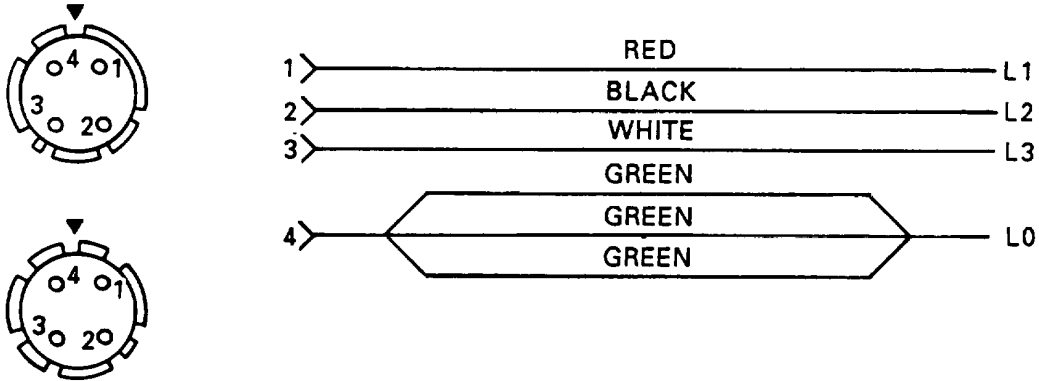 4 1
3 2
1 RED L1
2 BLACK L2
3 WHITE L3
GREEN
4 GREEN L0
GREEN
4 1
3 2